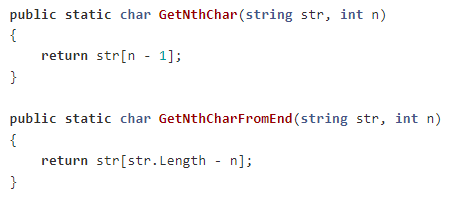 public static char GetNthChar(string str, int n)
{
    return str[n - 1];
}

public static char GetNthCharFromEnd(string str, int n)
{
    return str[str.Length - n];
}